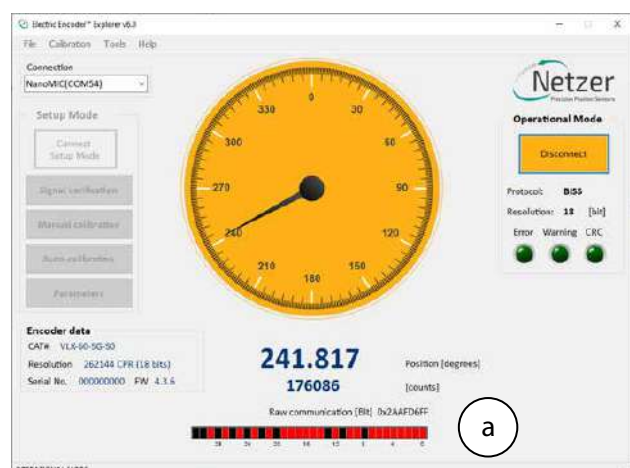 Electric Encoder™ Explorer v6.3
File Calibration Tools Help
Connection
NanoMIC(COM54)
Setup Mode
Connect
Setup Mode
Signal verification
Manual calibration
Auto-calibration
Parameters
0
30
60
90
120
150
180
210
240
270
300
330
Netzer
Precision Position Sensors
Operational Mode
Disconnect
Protocol: BiSS
Resolution: 18 [bit]
Error Warning CRC
Encoder data
CAT# VLX-60-SG-S0
Resolution 262144 CPR (18 bits)
Serial No. 000000000 FW 4.3.6
241.817 Position [degrees]
176086 [counts]
Raw communication [Bit] 0x2AAFD6FF
a